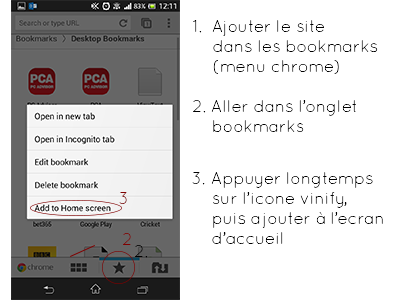 83% 12:11
Search or type URL
Bookmarks
Desktop Bookmarks
PCA
PC ADVISOR
PCA
PC ADVISOR
Open in new tab
Open in Incognito tab
Edit bookmark
Delete bookmark
Add to Home screen
3
bet365
Google Play
Cricket
BBC
2
2.
chrome
1. Ajouter le site
dans les bookmarks
(menu chrome)
2. Aller dans l'onglet
bookmarks
3. Appuyer longtemps
sur l'icone vinify,
puis ajouter à l'ecran
d'accueil